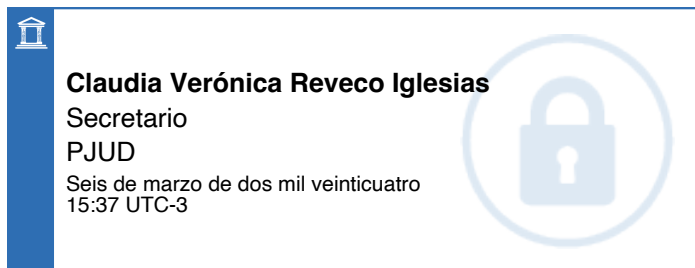 Claudia Verónica Reveco Iglesias
Secretario
PJUD
Seis de marzo de dos mil veinticuatro
15:37 UTC-3